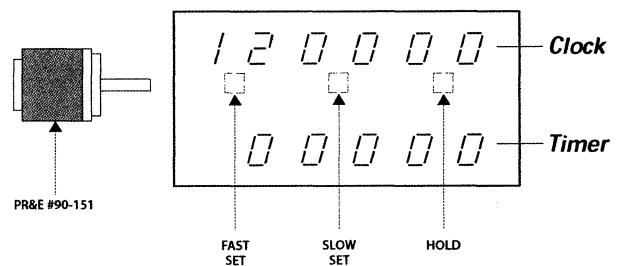 1 2 0 0 0 0
Clock
0 0 0 0 0
Timer
PR&E #90-151
FAST
SET
SLOW
SET
HOLD